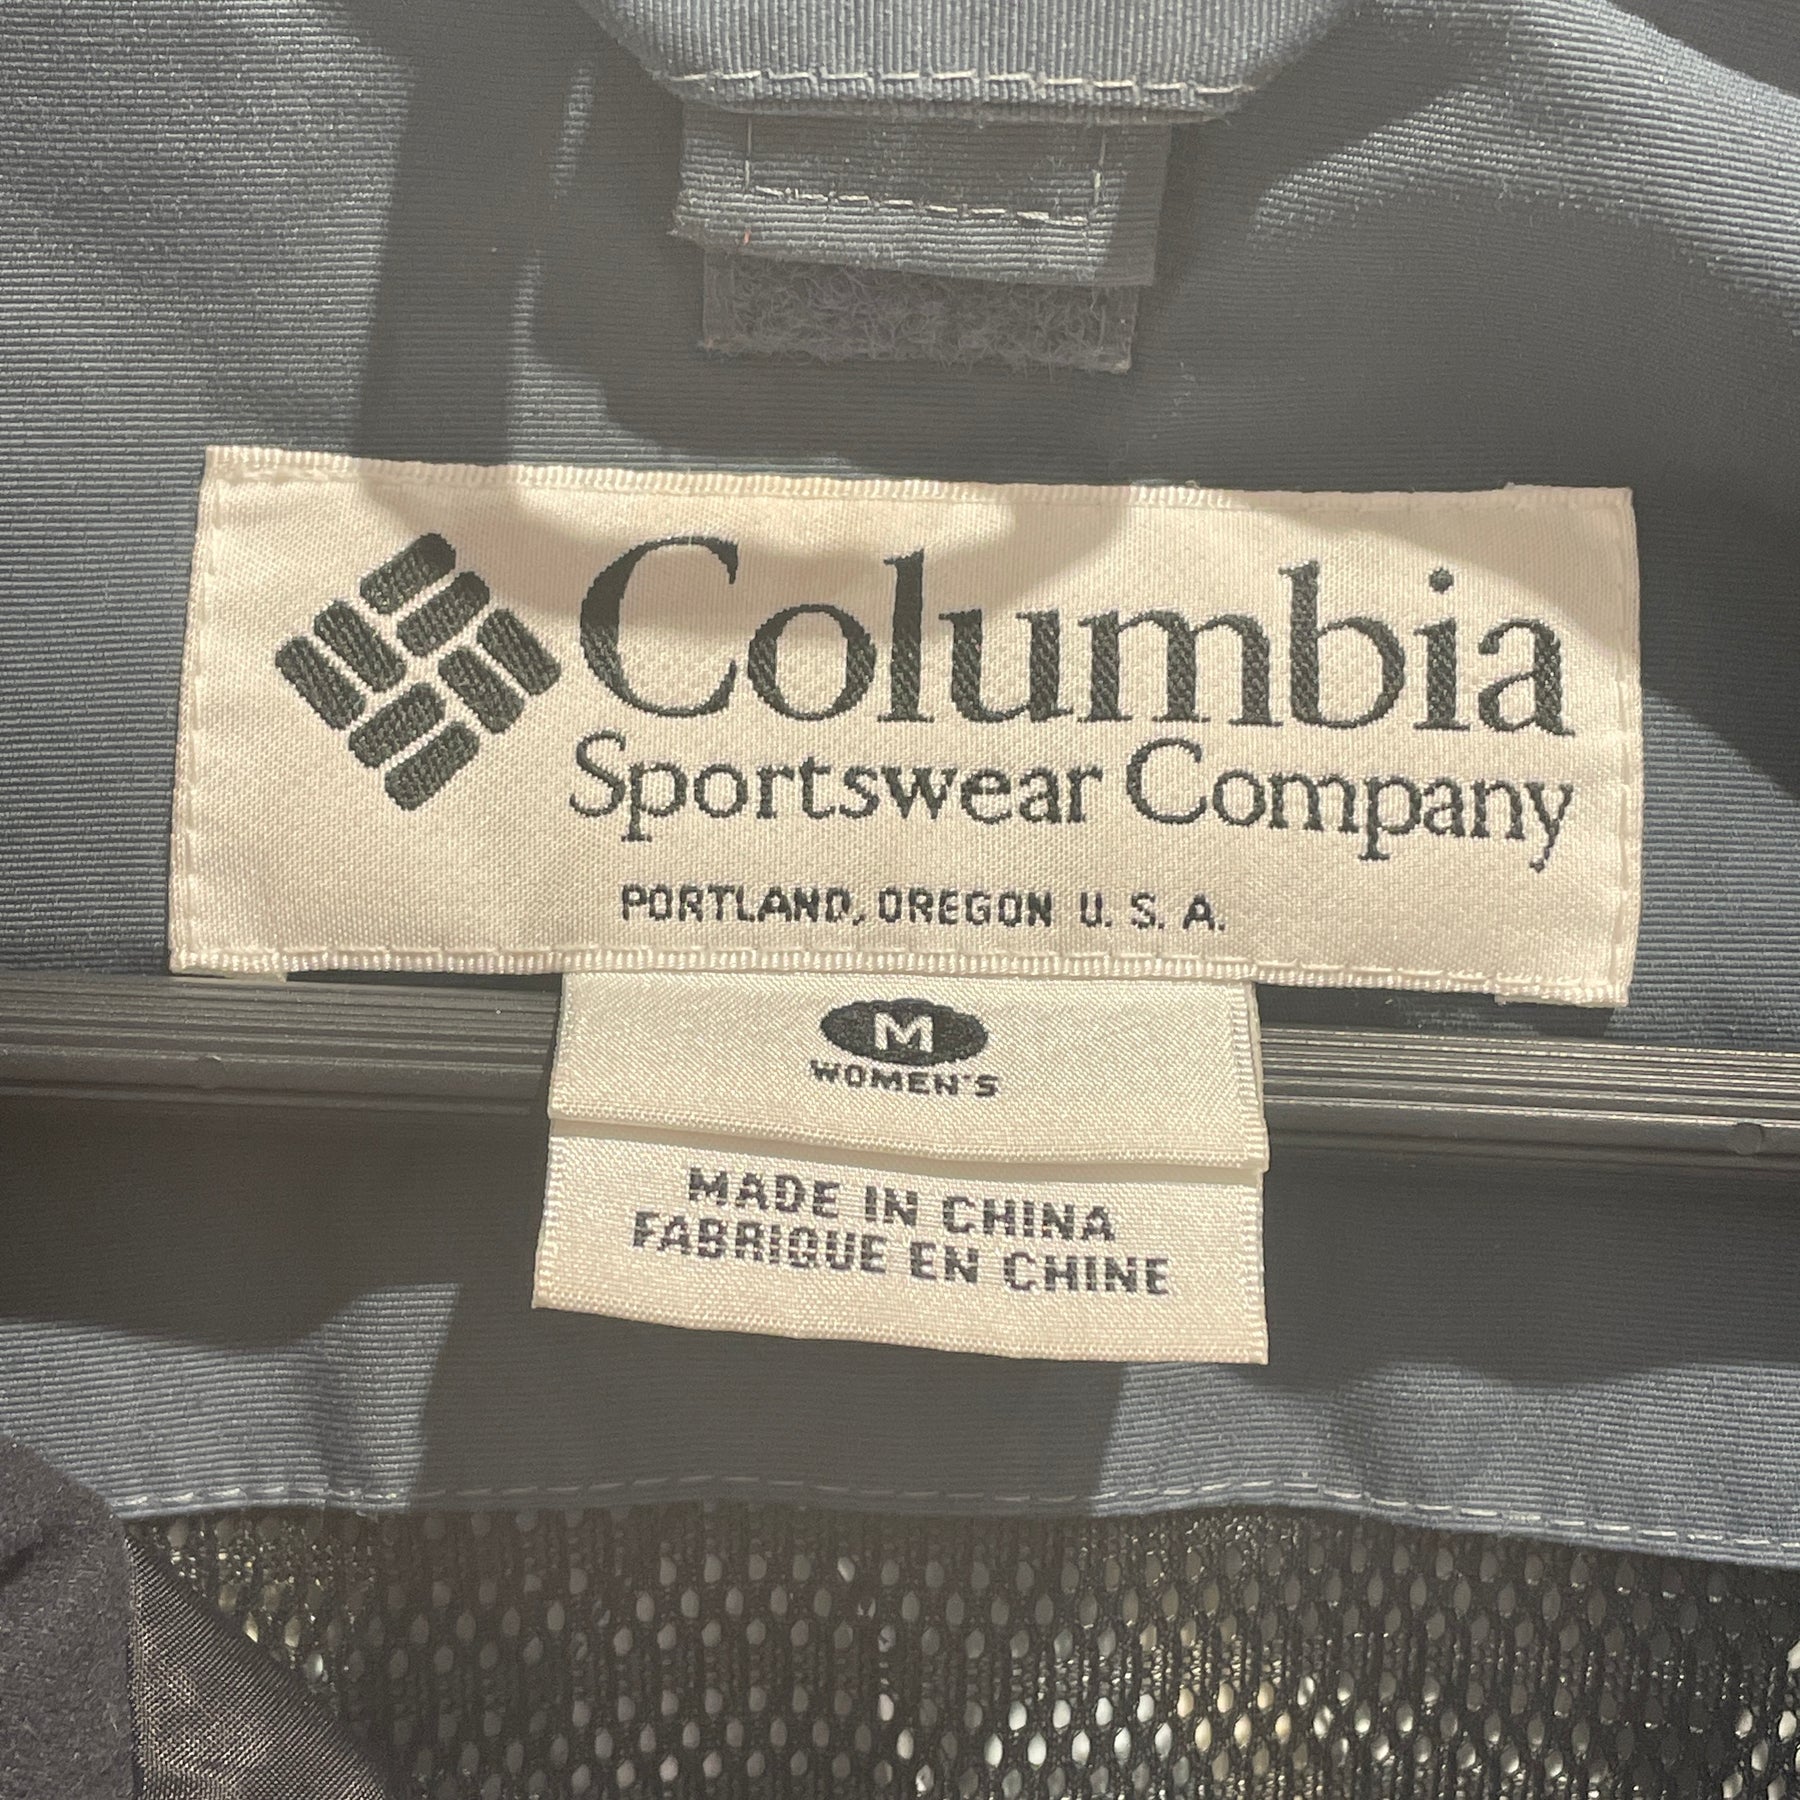 Columbia
Sportswear Company
PORTLAND, OREGON U. S. A.
M
WOMEN'S
MADE IN CHINA
FABRIQUE EN CHINE